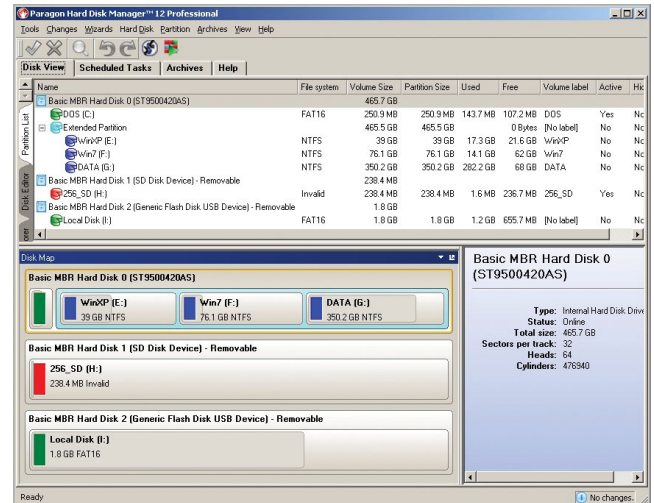 Paragon Hard Disk Manager™ 12 Professional
Tools Changes Wizards Hard Disk Partition Archives View Help
Disk View Scheduled Tasks Archives Help
Name File system Volume Size Partition Size Used Free Volume label Active Hic
Basic MBR Hard Disk 0 (ST9500420AS) 465.7 GB
DOS (C:) FAT16 250.9 MB 250.9 MB 143.7 MB 107.2 MB DOS Yes Nc
Extended Partition 465.5 GB 465.5 GB 0 Bytes [No label] No Nc
WinXP (E:) NTFS 39 GB 39 GB 17.3 GB 21.6 GB WinXP No Nc
Win7 (F:) NTFS 76.1 GB 76.1 GB 14.1 GB 62 GB Win7 No Nc
DATA (G:) NTFS 350.2 GB 350.2 GB 282.2 GB 68 GB DATA No Nc
Basic MBR Hard Disk 1 (SD Disk Device) - Removable 238.4 MB
256_SD (H:) Invalid 238.4 MB 238.4 MB 1.6 MB 236.7 MB 256_SD Yes Nc
Basic MBR Hard Disk 2 (Generic Flash Disk USB Device) - Removable 1.8 GB
Local Disk (I:) FAT16 1.8 GB 1.8 GB 1.2 GB 655.7 MB [No label] No Nc
Partition List
Disk Editor
orer
Disk Map
Basic MBR Hard Disk 0 (ST9500420AS)
WinXP (E:) Win7 (F:) DATA (G:)
39 GB NTFS 76.1 GB NTFS 350.2 GB NTFS
Basic MBR Hard Disk 1 (SD Disk Device) - Removable
256_SD (H:)
238.4 MB Invalid
Basic MBR Hard Disk 2 (Generic Flash Disk USB Device) - Removable
Local Disk (I:)
1.8 GB FAT16
Basic MBR Hard Disk 0
(ST9500420AS)
Type: Internal Hard Disk Drive
Status: Online
Total size: 465.7 GB
Sectors per track: 32
Heads: 64
Cylinders: 476940
Ready No changes.